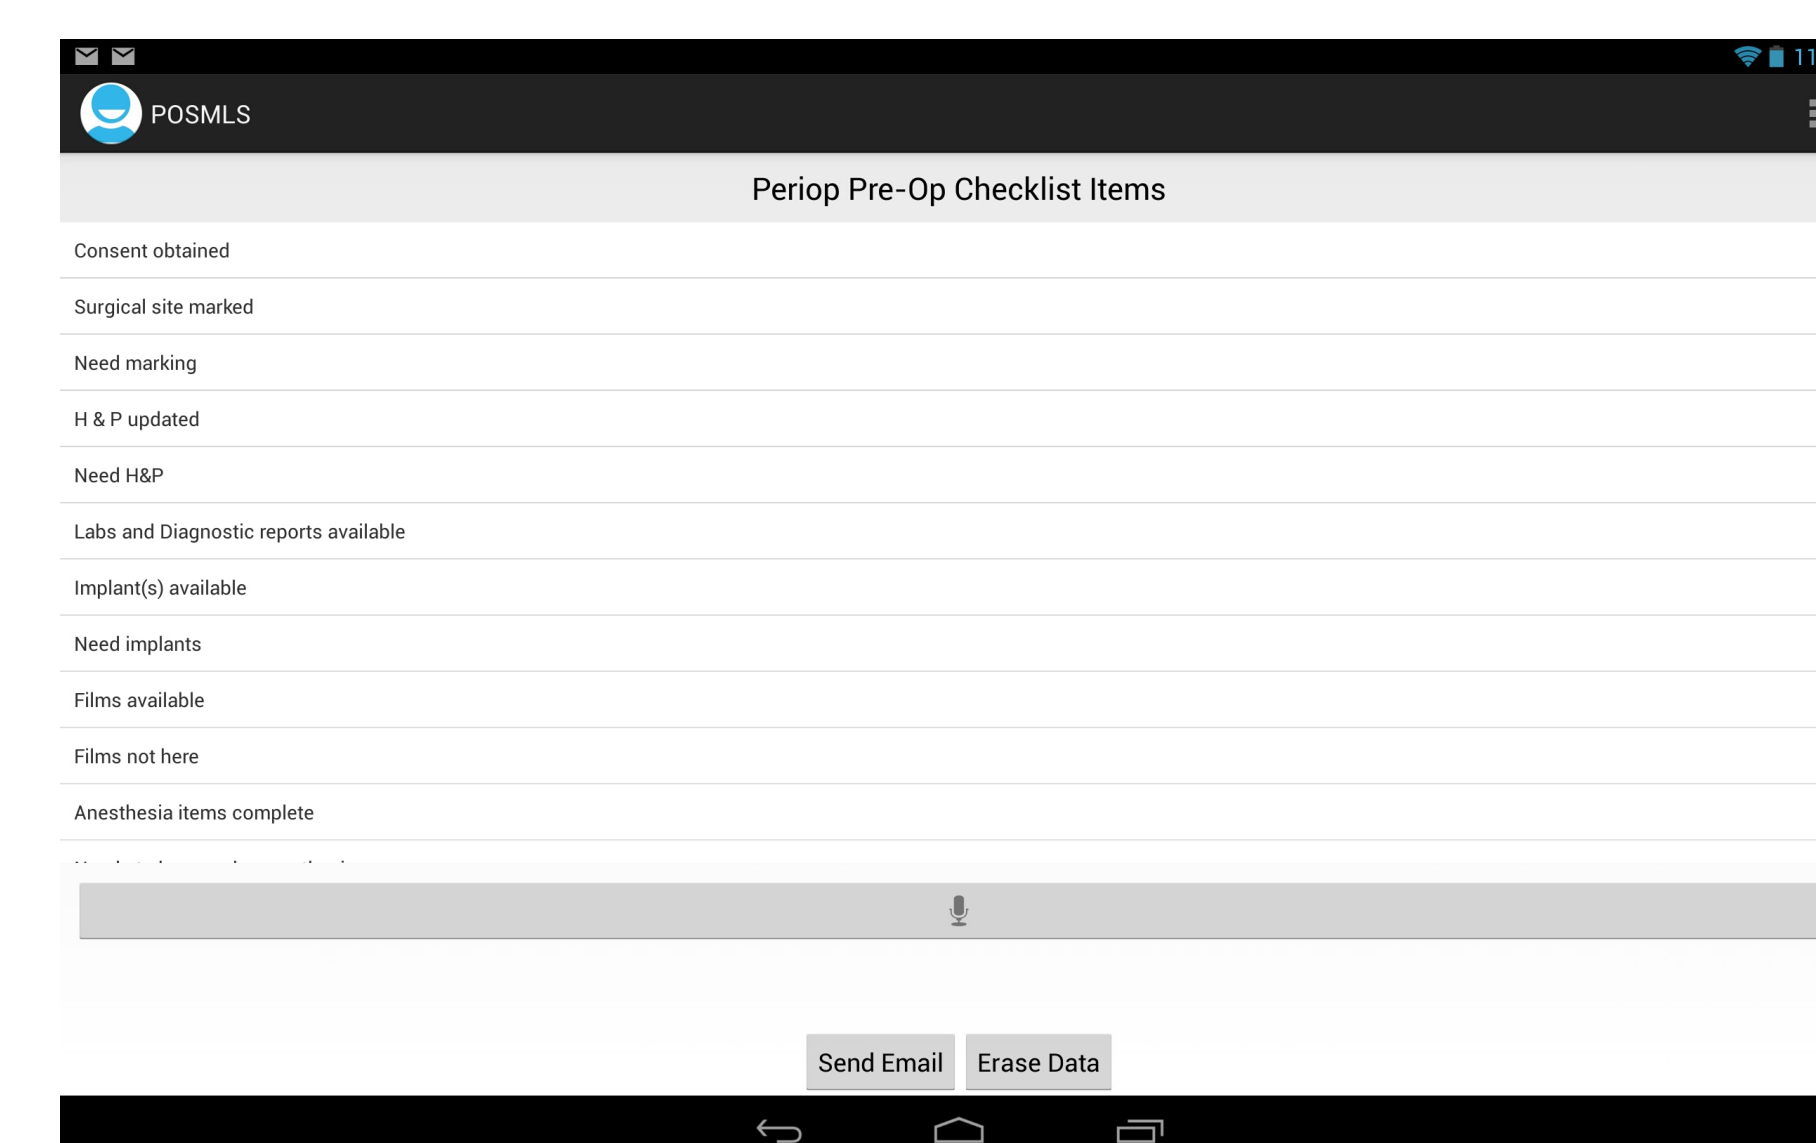 11
POSMLS
Periop Pre-Op Checklist Items
Consent obtained
Surgical site marked
Need marking
H & P updated
Need H&P
Labs and Diagnostic reports available
Implant(s) available
Need implants
Films available
Films not here
Anesthesia items complete
Send Email
Erase Data